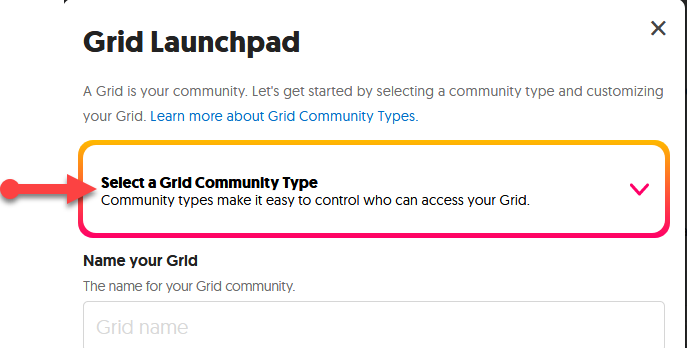 Grid Launchpad
A Grid is your community. Let's get started by selecting a community type and customizing
your Grid. Learn more about Grid Community Types.
Select a Grid Community Type
Community types make it easy to control who can access your Grid.
Name your Grid
The name for your Grid community.
Grid name